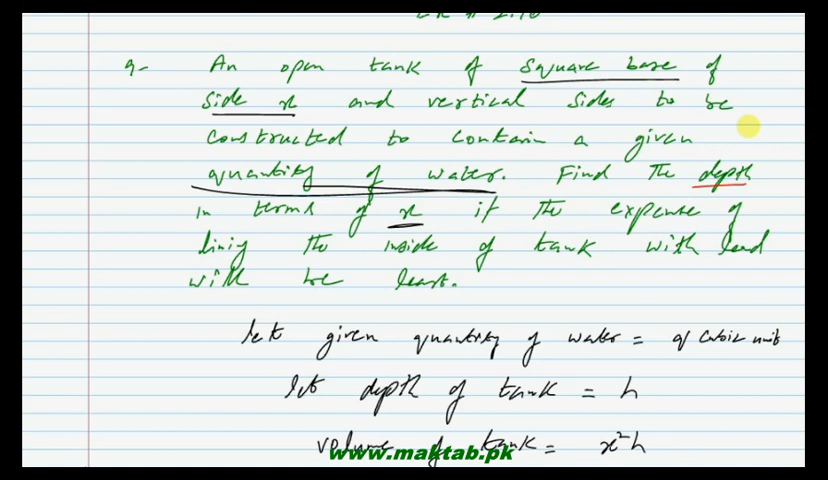 9- An open tank of square base of
side x and vertical sides to be
constructed to contain a given
quantity of water. Find the depth
in terms of x if the expense of
lining the inside of tank with lead
will be least.
let given quantity of water = q cubic unit
let depth of tank = h
volume of tank = x²h
www.maktab.pk